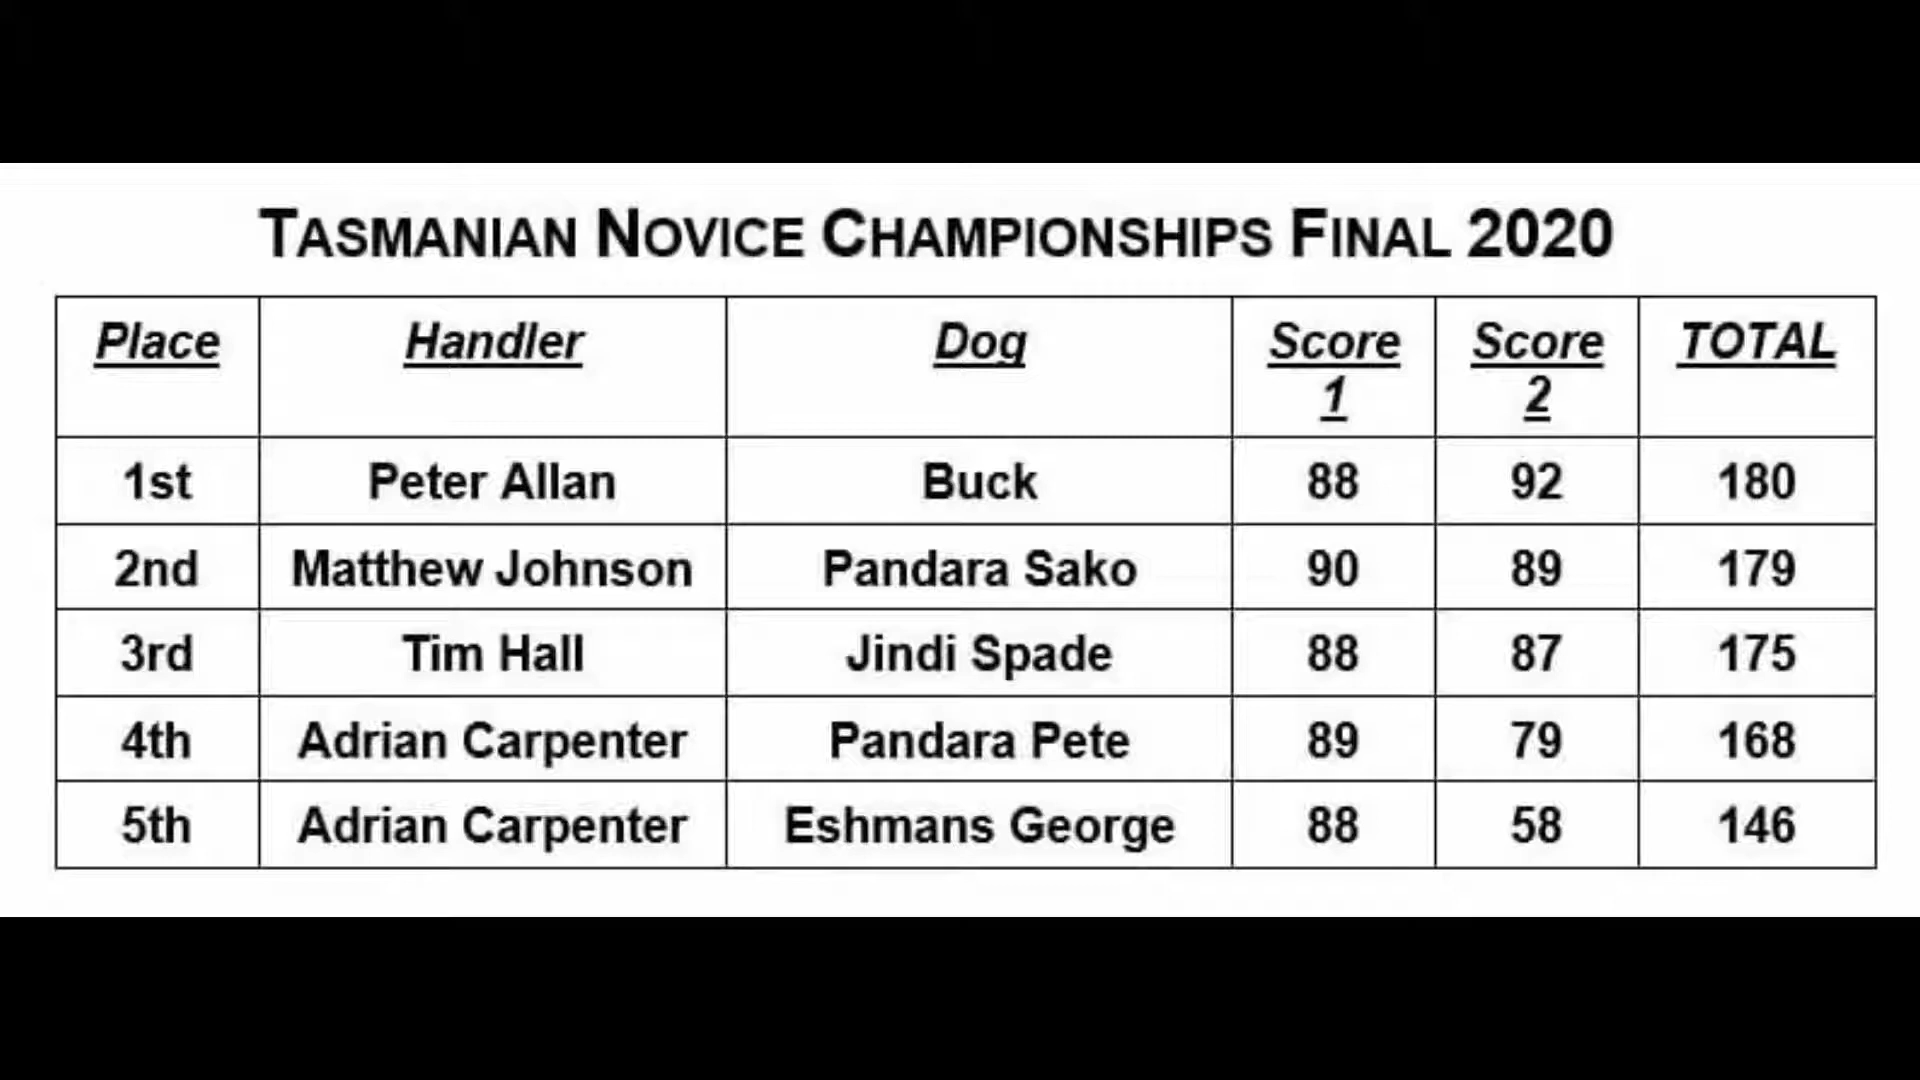 TASMANIAN NOVICE CHAMPIONSHIPS FINAL 2020
Place Handler Dog Score 1 Score 2 TOTAL
1st Peter Allan Buck 88 92 180
2nd Matthew Johnson Pandara Sako 90 89 179
3rd Tim Hall Jindi Spade 88 87 175
4th Adrian Carpenter Pandara Pete 89 79 168
5th Adrian Carpenter Eshmans George 88 58 146